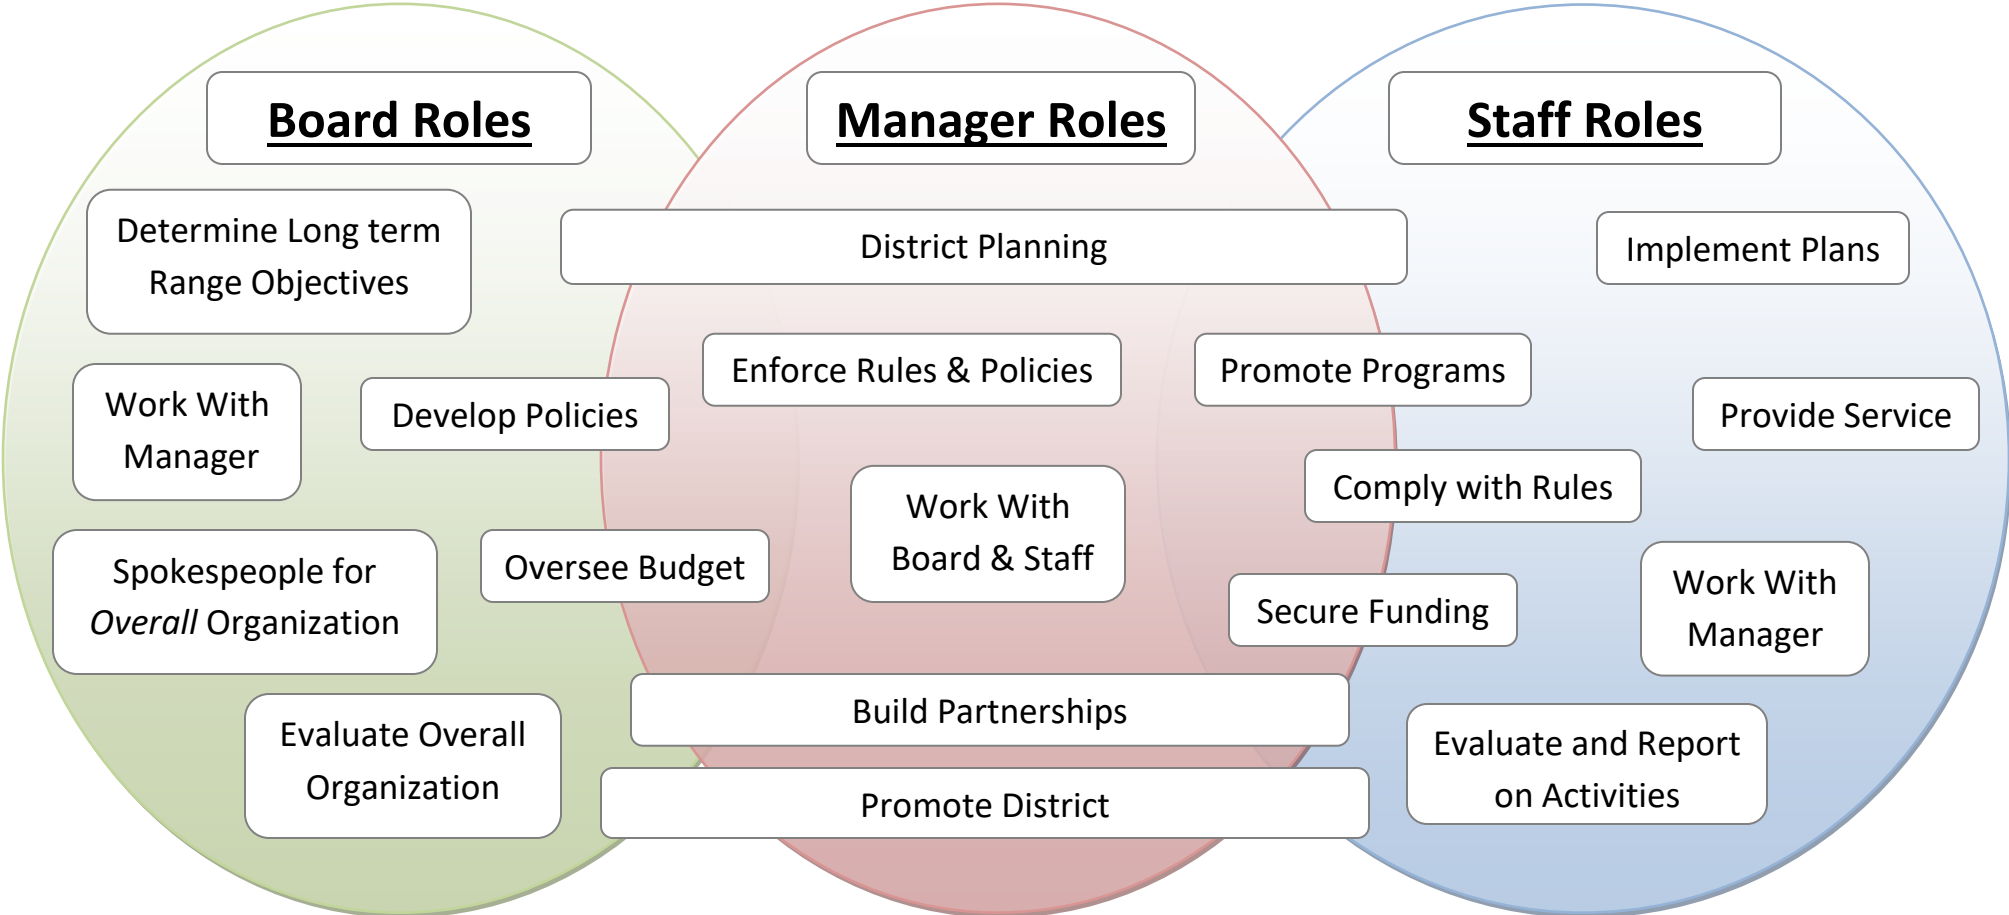 Board Roles
Manager Roles
Staff Roles
Determine Long term
Range Objectives
District Planning
Implement Plans
Work With
Manager
Develop Policies
Enforce Rules & Policies
Promote Programs
Provide Service
Work With
Board & Staff
Comply with Rules
Spokespeople for
Overall Organization
Oversee Budget
Secure Funding
Work With
Manager
Evaluate Overall
Organization
Build Partnerships
Evaluate and Report
on Activities
Promote District